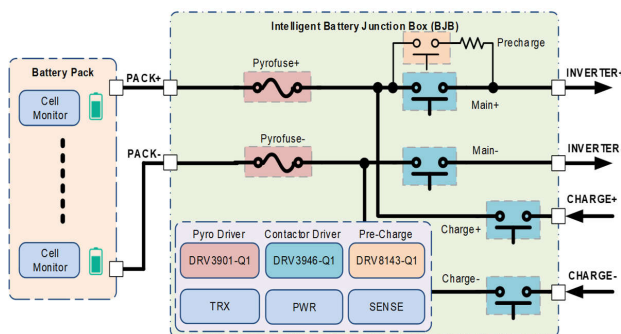 Intelligent Battery Junction Box (BJB)
Battery Pack
PACK+
Pyrofuse+
Precharge
INVERTER+
Cell
Monitor
Main+
PACK-
Pyrofuse-
Main-
INVERTER
CHARGE+
Charge+
Pyro Driver
Contactor Driver
Pre-Charge
DRV3901-Q1
DRV3946-Q1
DRV8143-Q1
Cell
Monitor
Charge-
CHARGE-
TRX
PWR
SENSE